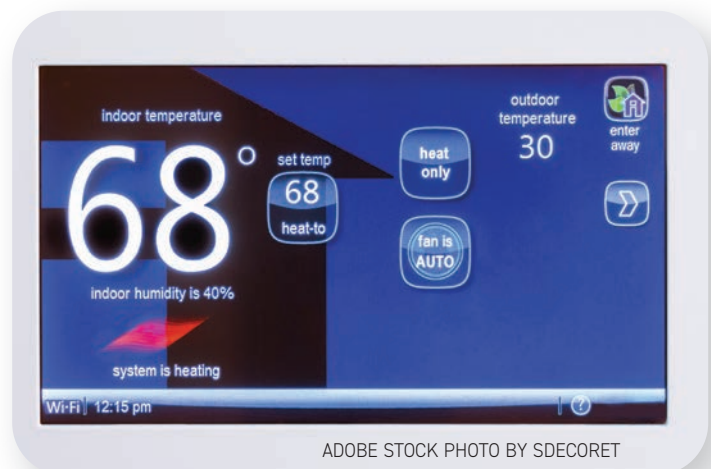 indoor temperature
68°
set temp
68
heat-to
indoor humidity is 40%
system is heating
heat
only
fan is
AUTO
outdoor
temperature
30
enter
away
Wi-Fi 12:15 pm
?
ADOBE STOCK PHOTO BY SDECORET